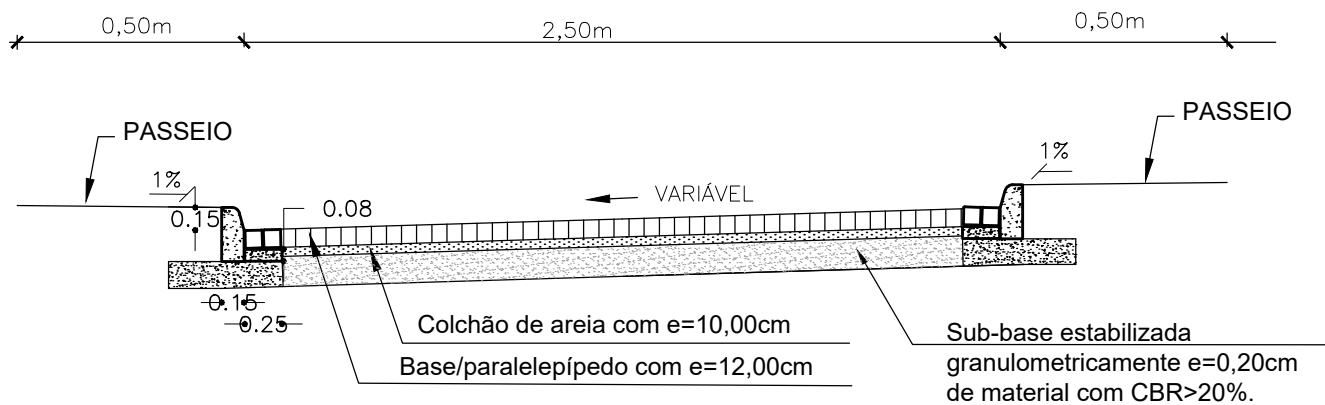 0,50m
2,50m
0,50m
PASSEIO
PASSEIO
1%
1%
VARIÁVEL
0.15
0.08
0.15
0.25
Colchão de areia com e=10,00cm
Base/paralelepípedo com e=12,00cm
Sub-base estabilizada
granulometricamente e=0,20cm
de material com CBR>20%.